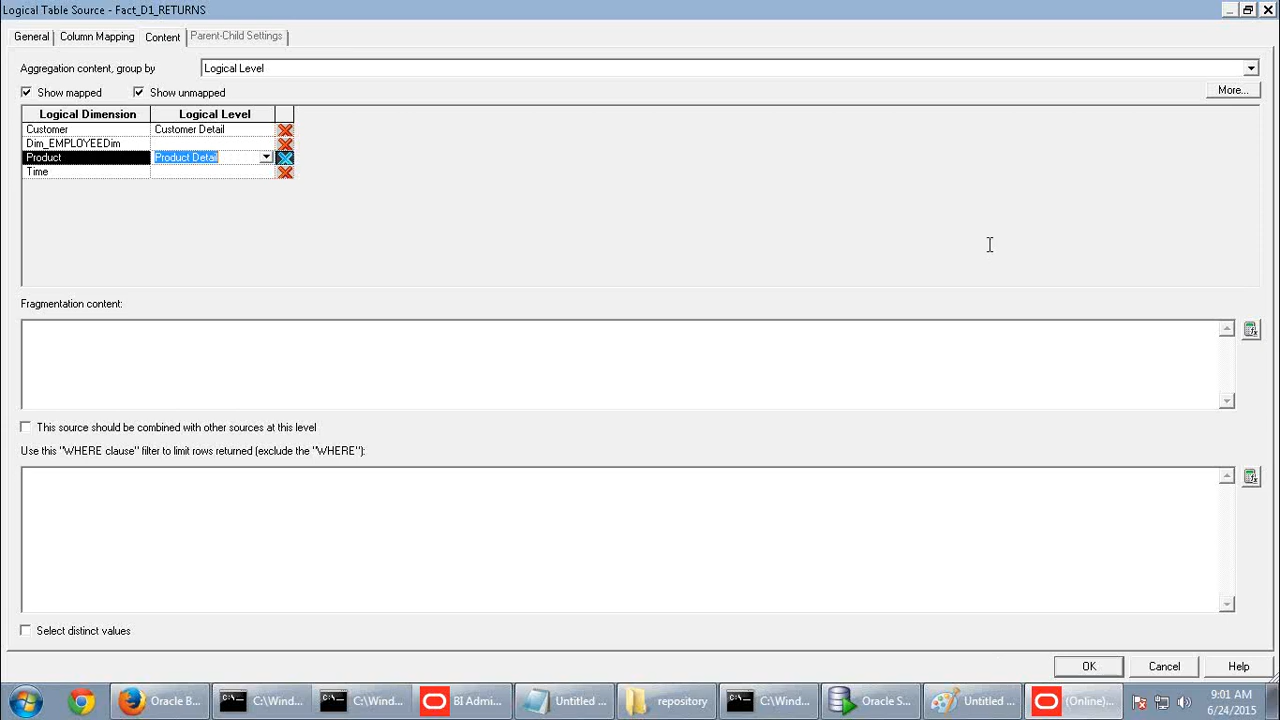 Logical Table Source - Fact_D1_RETURNS
General Column Mapping Content Parent-Child Settings
Aggregation content, group by Logical Level
Show mapped Show unmapped More...
Logical Dimension Logical Level
Customer Customer Detail
Dim_EMPLOYEEDim
Product Product Detail
Time
Fragmentation content:
This source should be combined with other sources at this level
Use this "WHERE clause" filter to limit rows returned (exclude the "WHERE"):
Select distinct values
OK Cancel Help
Oracle B... C:\Wind... C:\Wind... BI Admi... Untitled ... repository C:\Wind... Oracle S... Untitled ... (Online)... 9:01 AM
6/24/2015